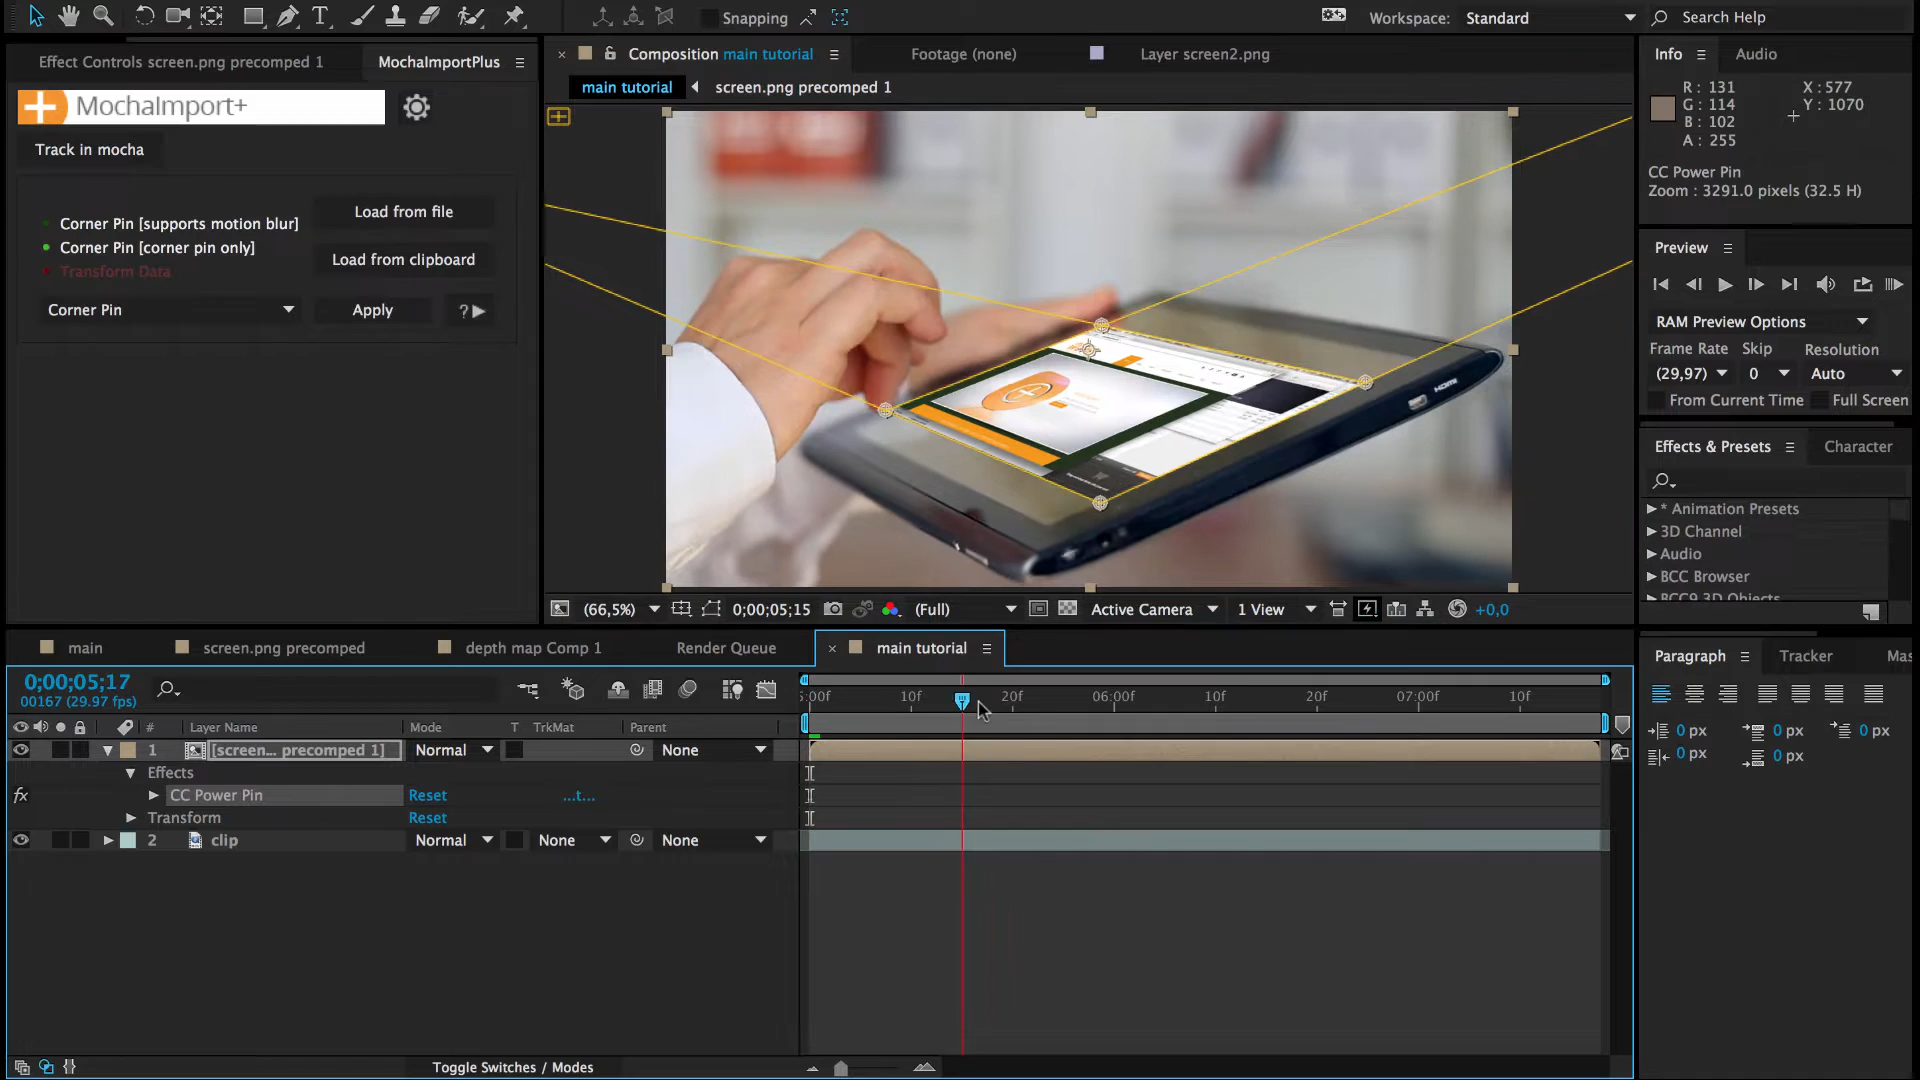 Snapping
Workspace: Standard
Search Help
Effect Controls screen.png precomped 1
MochaImportPlus
MochaImport+
Track in mocha
Corner Pin [supports motion blur]
Corner Pin [corner pin only]
Transform Data
Load from file
Load from clipboard
Corner Pin
Apply
?
Composition main tutorial
Footage (none)
Layer screen2.png
main tutorial
screen.png precomped 1
HDMI
(66,5%)
0;00;05;15
(Full)
Active Camera
1 View
+0,0
Info
Audio
R : 131
G : 114
B : 102
A : 255
X : 577
Y : 1070
CC Power Pin
Zoom : 3291.0 pixels (32.5 H)
Preview
RAM Preview Options
Frame Rate Skip Resolution
(29,97) 0 Auto
From Current Time Full Screen
Effects & Presets
Character
* Animation Presets
3D Channel
Audio
BCC Browser
BCC9 3D Objects
main
screen.png precomped
depth map Comp 1
Render Queue
main tutorial
0;00;05;17
00167 (29.97 fps)
5:00f 10f 20f 06:00f 10f 20f 07:00f 10f
# Layer Name Mode T TrkMat Parent
1 [screen... precomped 1] Normal None
Effects
fx CC Power Pin Reset ...t...
Transform Reset
2 clip Normal None None
Toggle Switches / Modes
Paragraph
Tracker
Mas
0 px 0 px 0 px
0 px 0 px